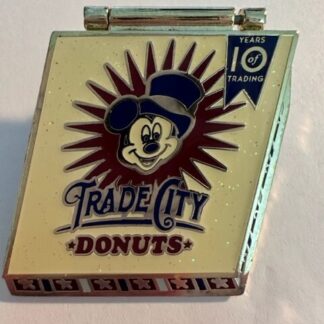 YEARS
10 of
TRADING
TRADE CITY
★DONUTS★